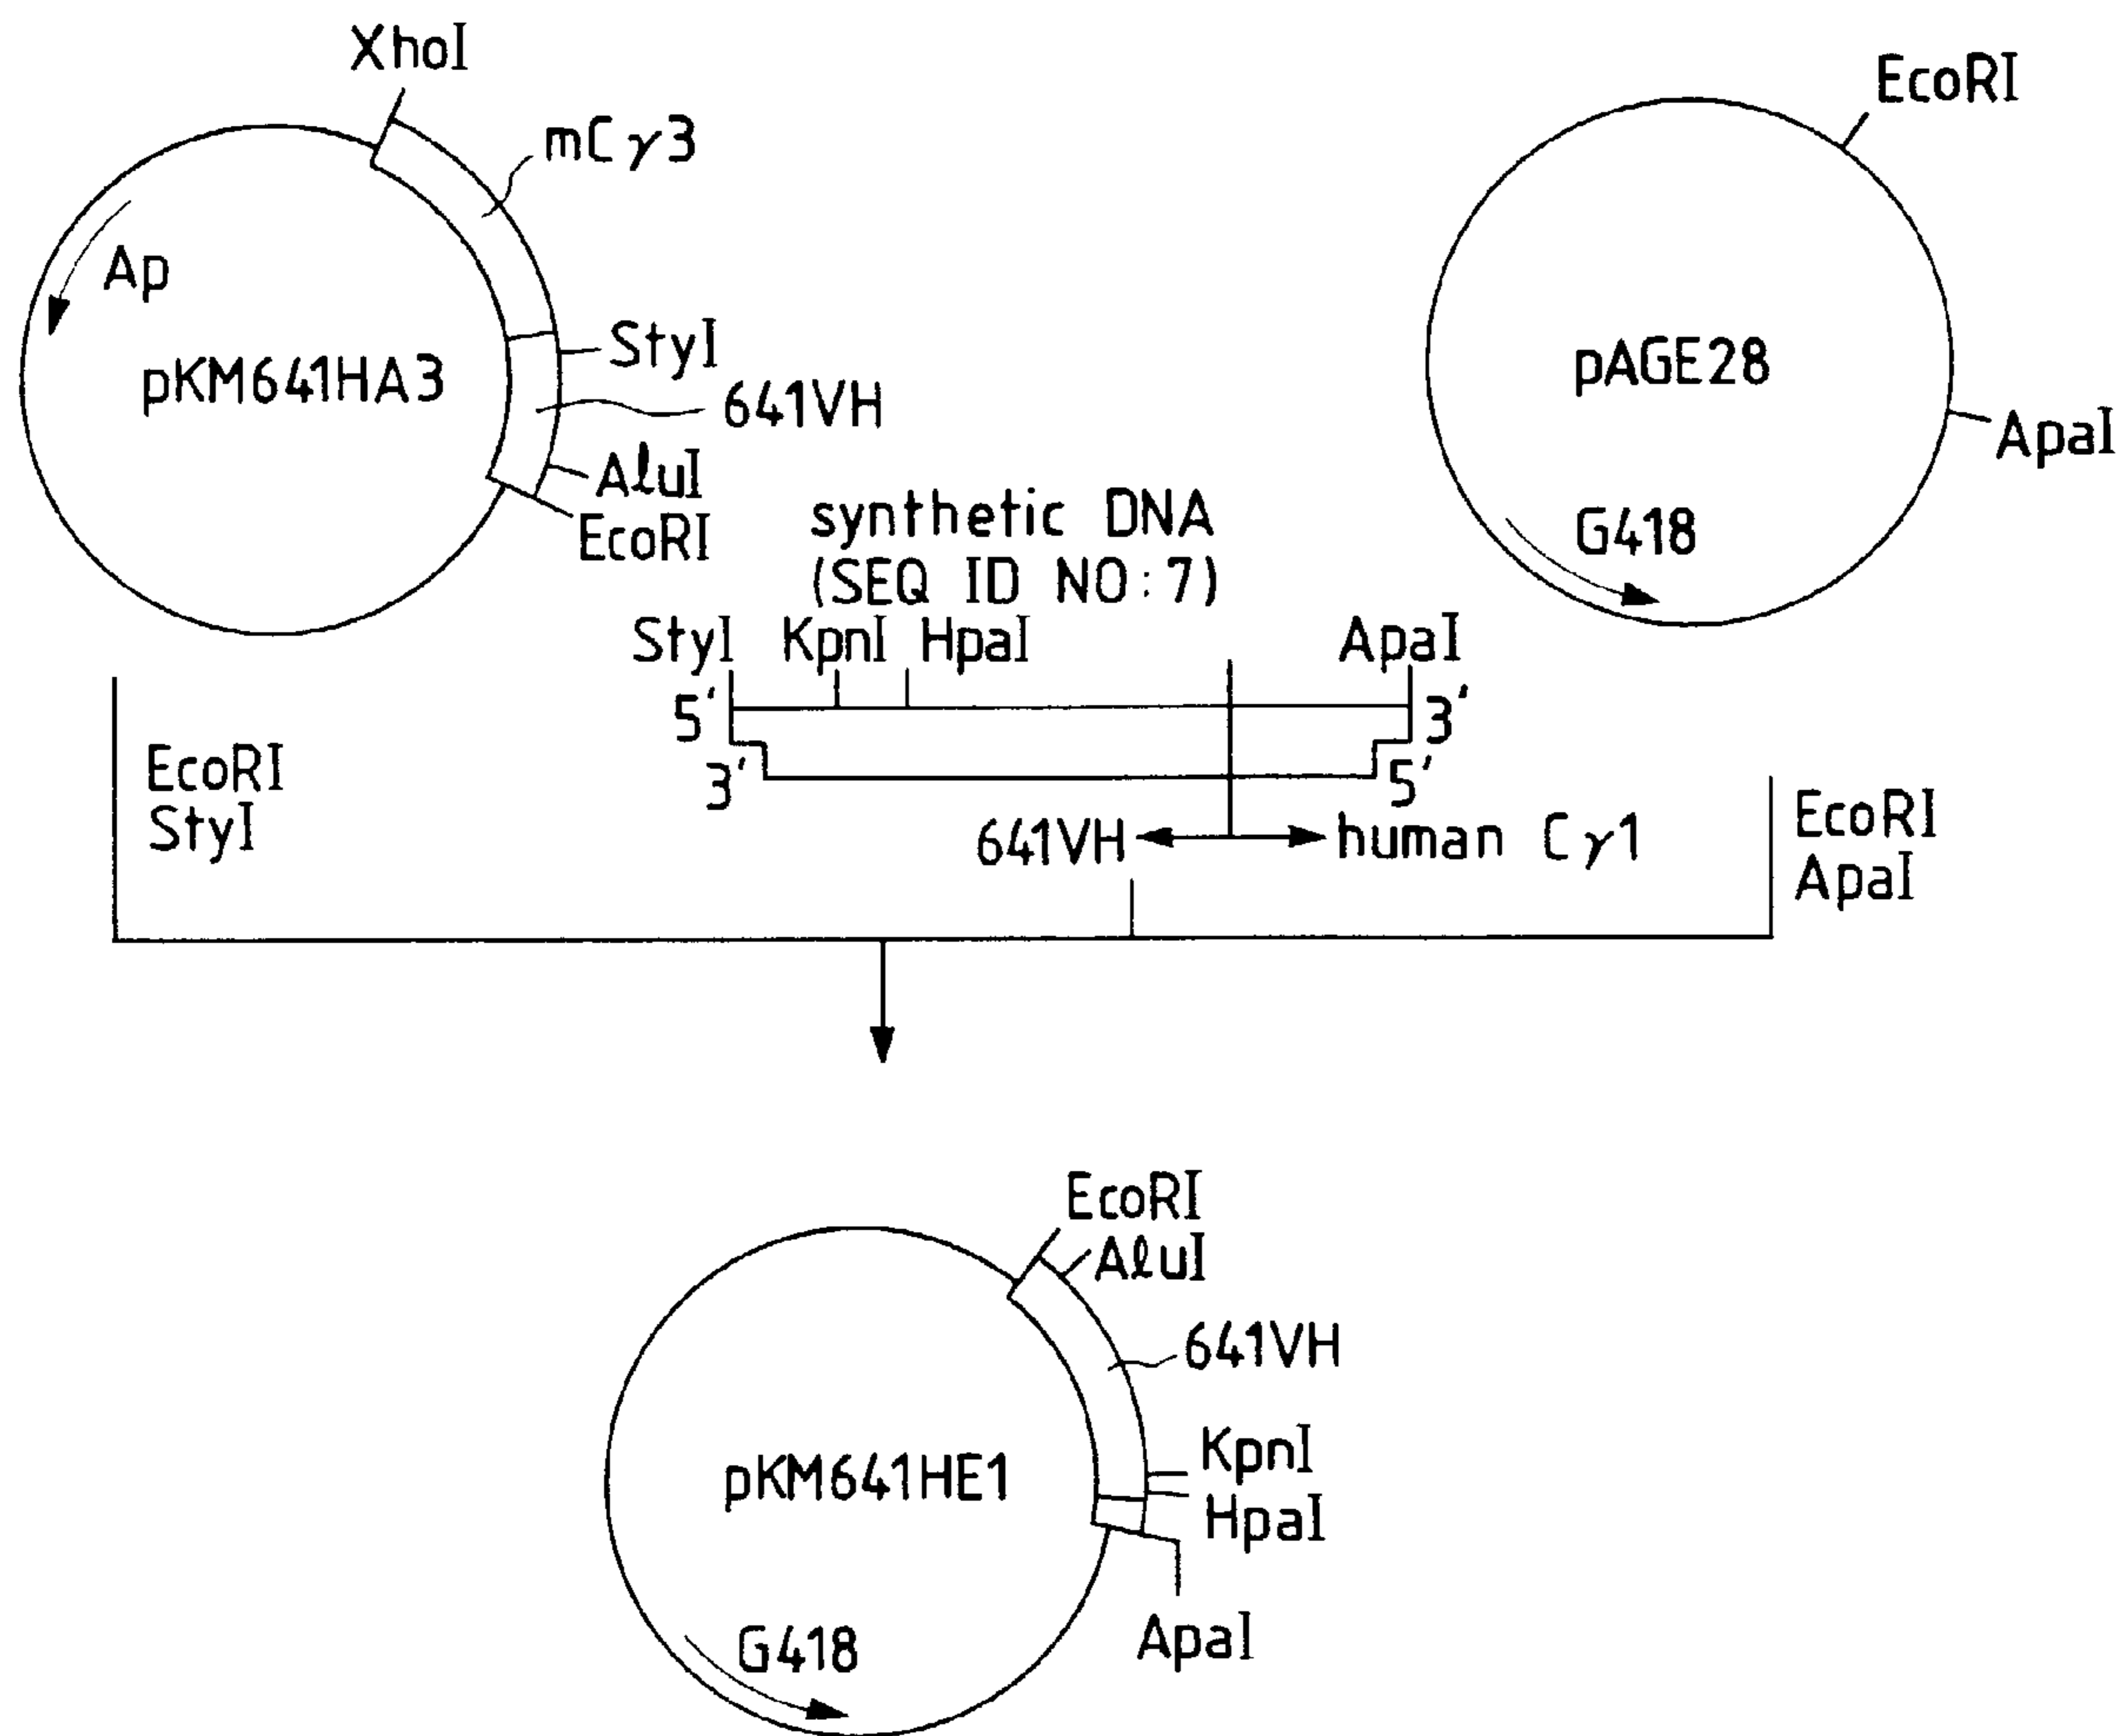 XhoI
mCγ3
Ap
pKM641HA3
StyI
641VH
AluI
EcoRI
EcoRI
pAGE28
ApaI
G418
synthetic DNA
(SEQ ID NO: 7)
StyI KpnI HpaI ApaI
5' 3'
3' 5'
641VH human Cγ1
EcoRI
StyI
EcoRI
ApaI
EcoRI
AluI
641VH
KpnI
pKM641HE1
HpaI
ApaI
G418